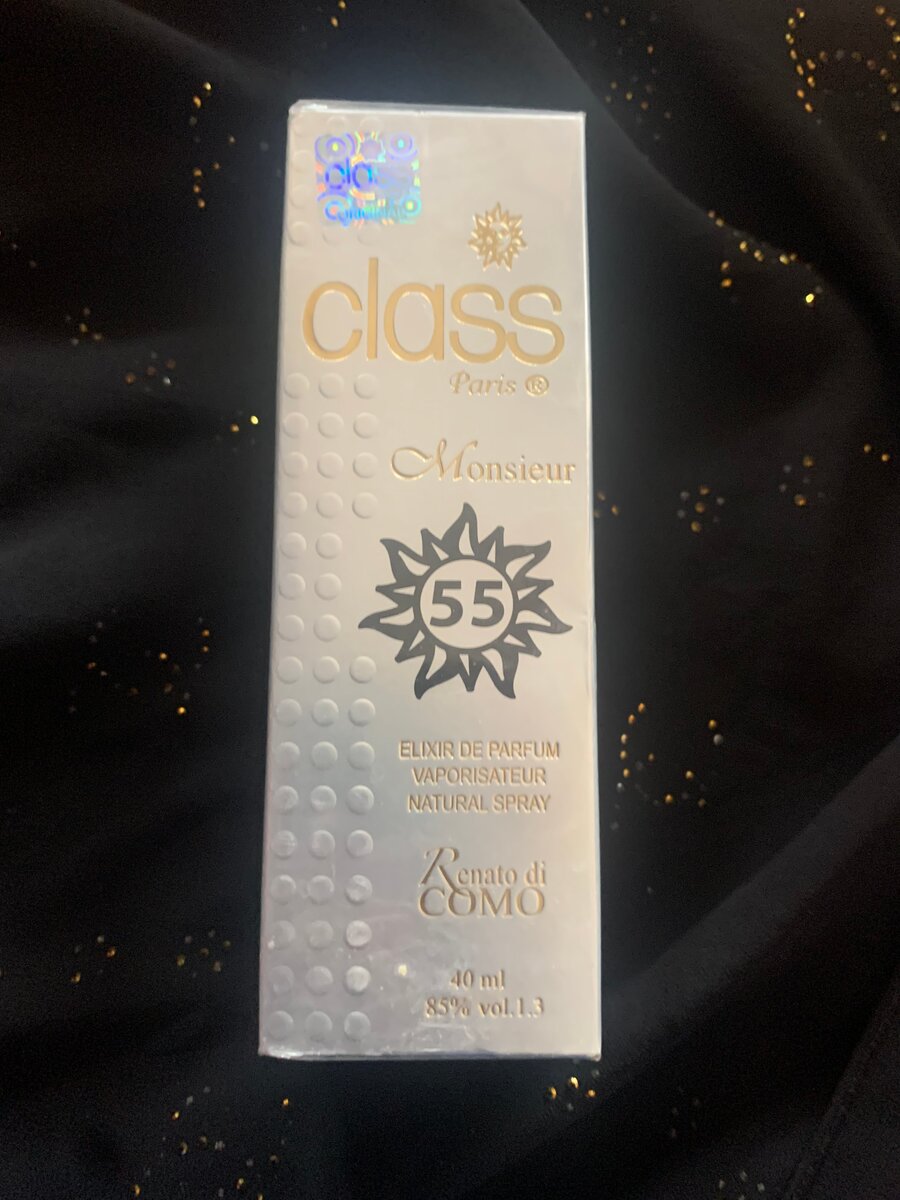 class
class
Paris ®
Monsieur
55
ELIXIR DE PARFUM
VAPORISATEUR
NATURAL SPRAY
Renato di
COMO
40 ml
85% vol.1.3